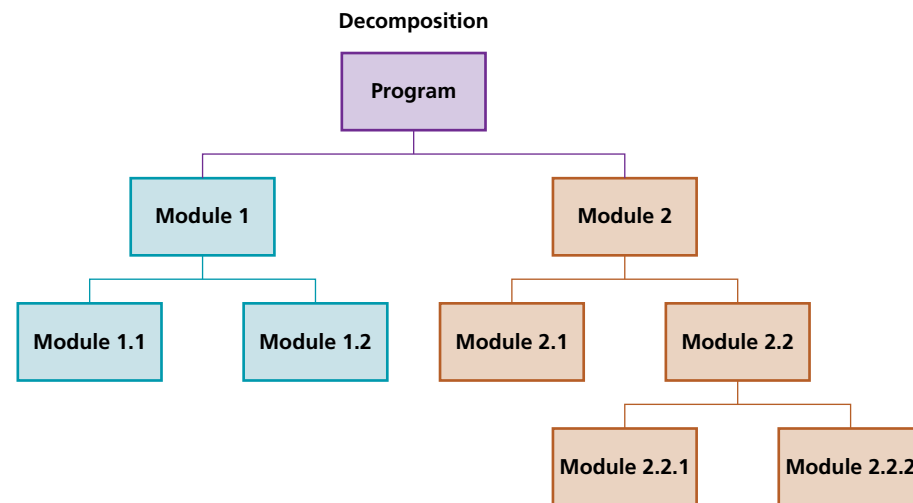 Decomposition
Program
Module 1
Module 2
Module 1.1
Module 1.2
Module 2.1
Module 2.2
Module 2.2.1
Module 2.2.2